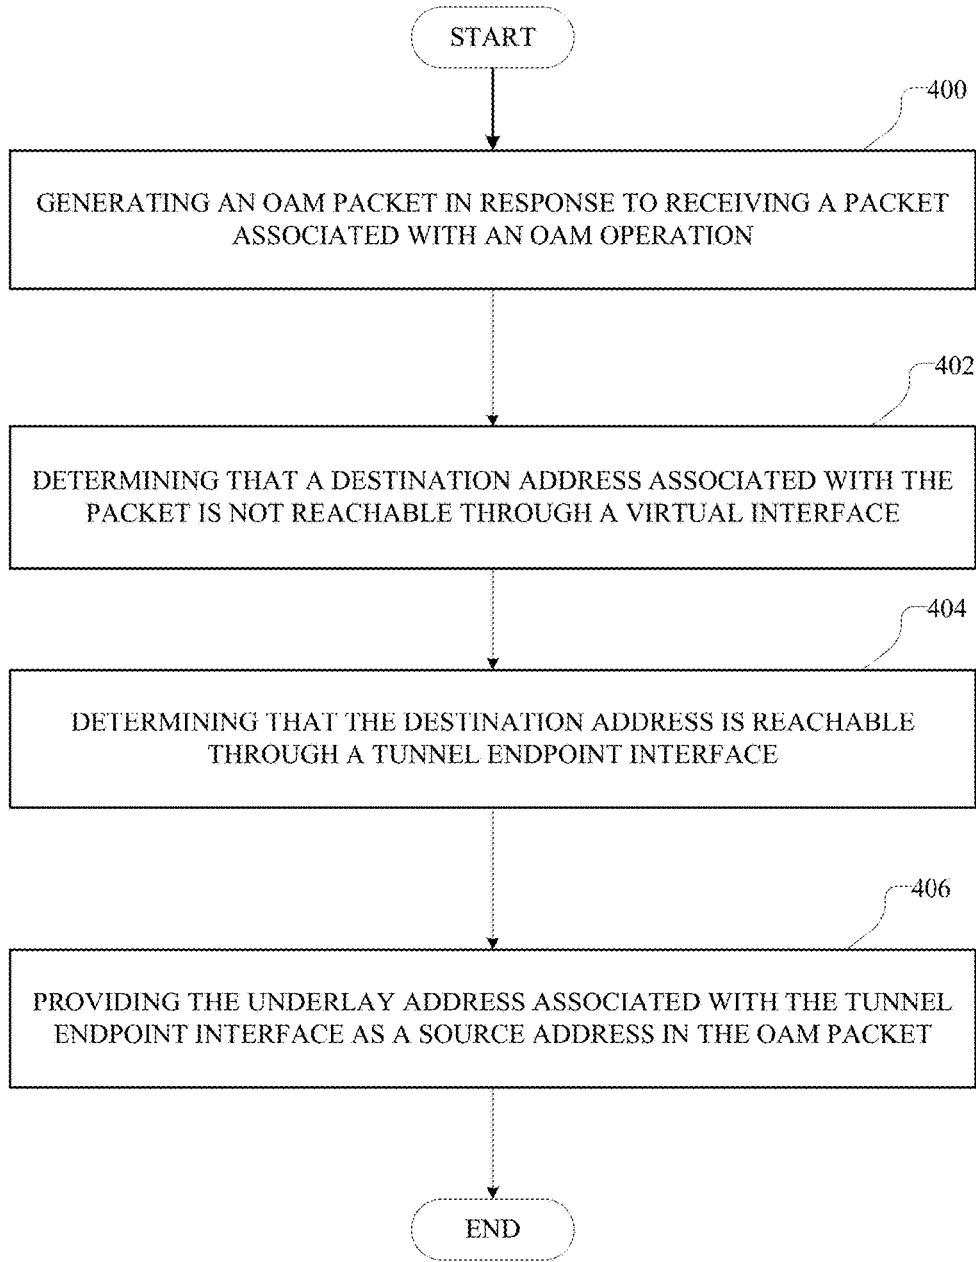 START
400
GENERATING AN OAM PACKET IN RESPONSE TO RECEIVING A PACKET
ASSOCIATED WITH AN OAM OPERATION
402
DETERMINING THAT A DESTINATION ADDRESS ASSOCIATED WITH THE
PACKET IS NOT REACHABLE THROUGH A VIRTUAL INTERFACE
404
DETERMINING THAT THE DESTINATION ADDRESS IS REACHABLE
THROUGH A TUNNEL ENDPOINT INTERFACE
406
PROVIDING THE UNDERLAY ADDRESS ASSOCIATED WITH THE TUNNEL
ENDPOINT INTERFACE AS A SOURCE ADDRESS IN THE OAM PACKET
END